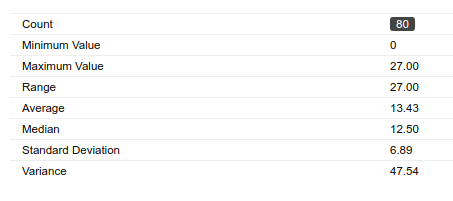 Count 80
Minimum Value 0
Maximum Value 27.00
Range 27.00
Average 13.43
Median 12.50
Standard Deviation 6.89
Variance 47.54